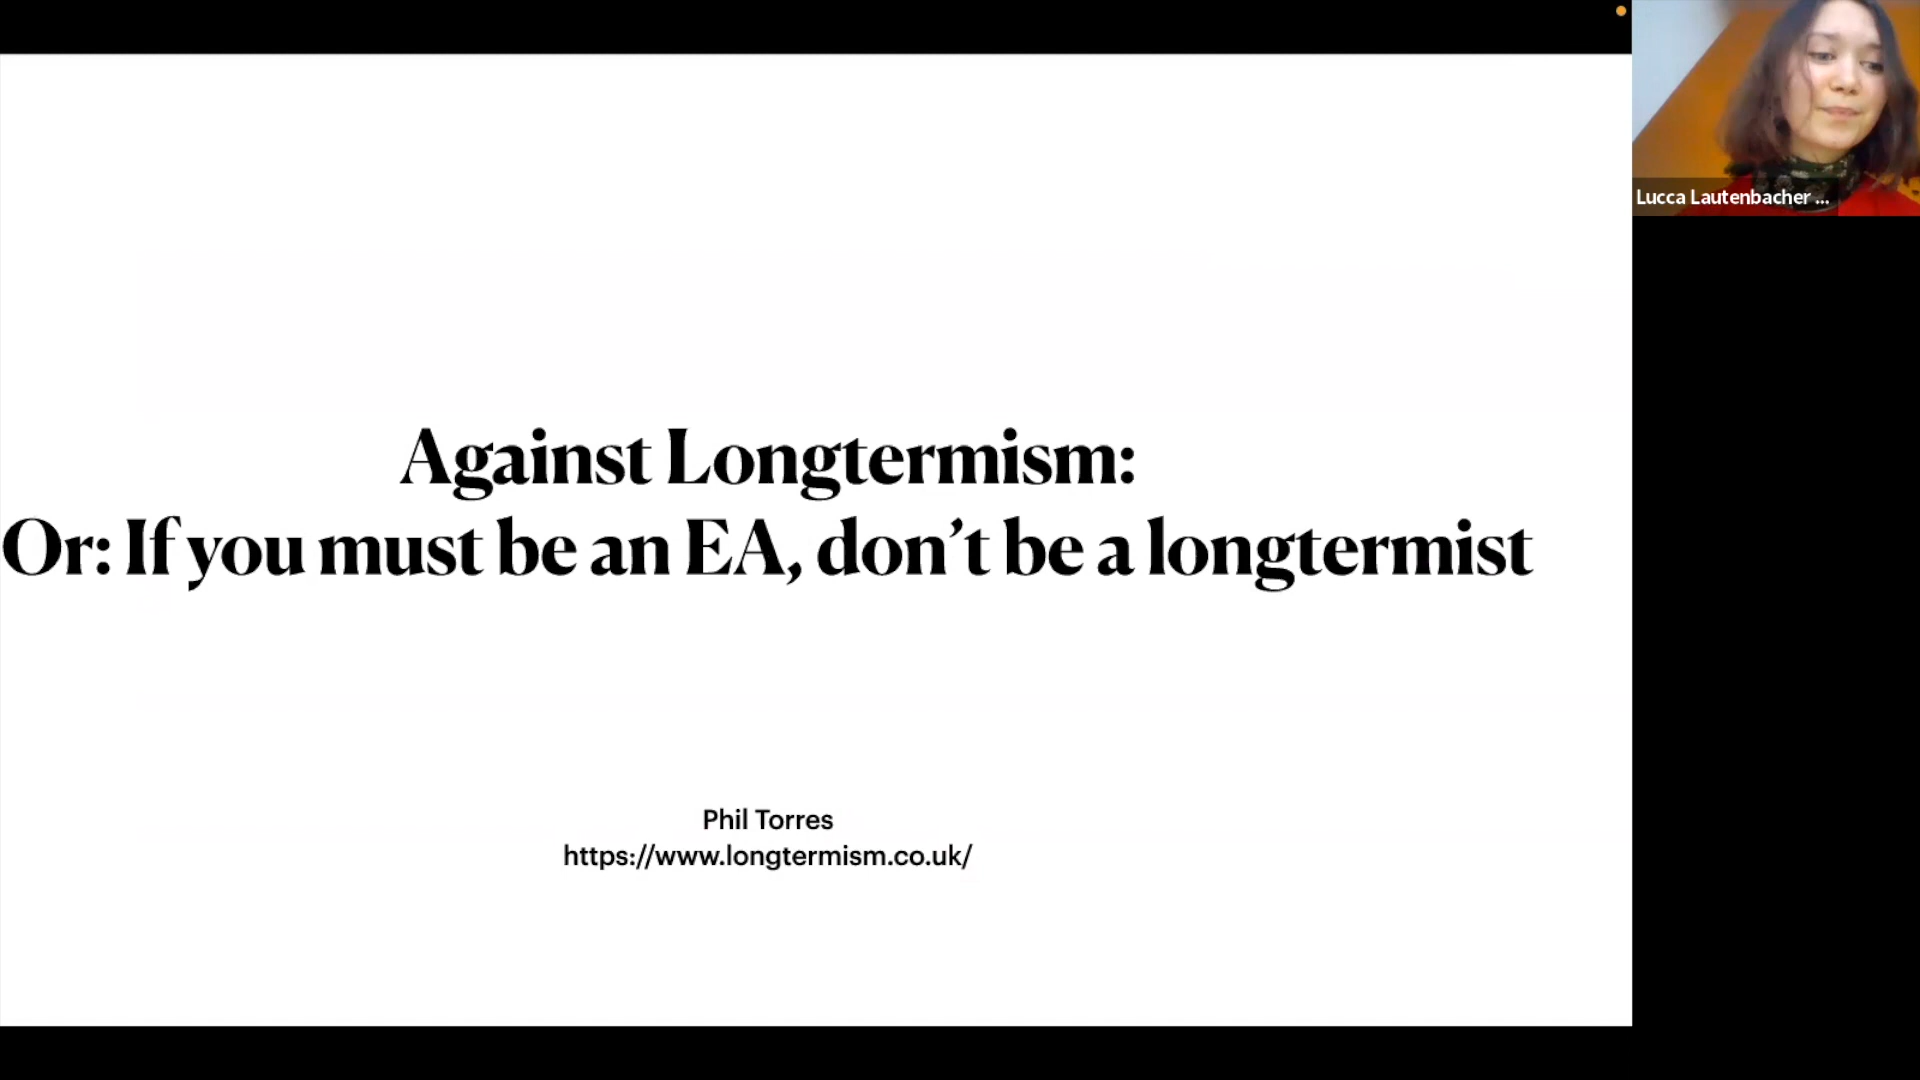 Against Longtermism:
Or: If you must be an EA, don’t be a longtermist
Phil Torres
https://www.longtermism.co.uk/
Lucca Lautenbacher ...